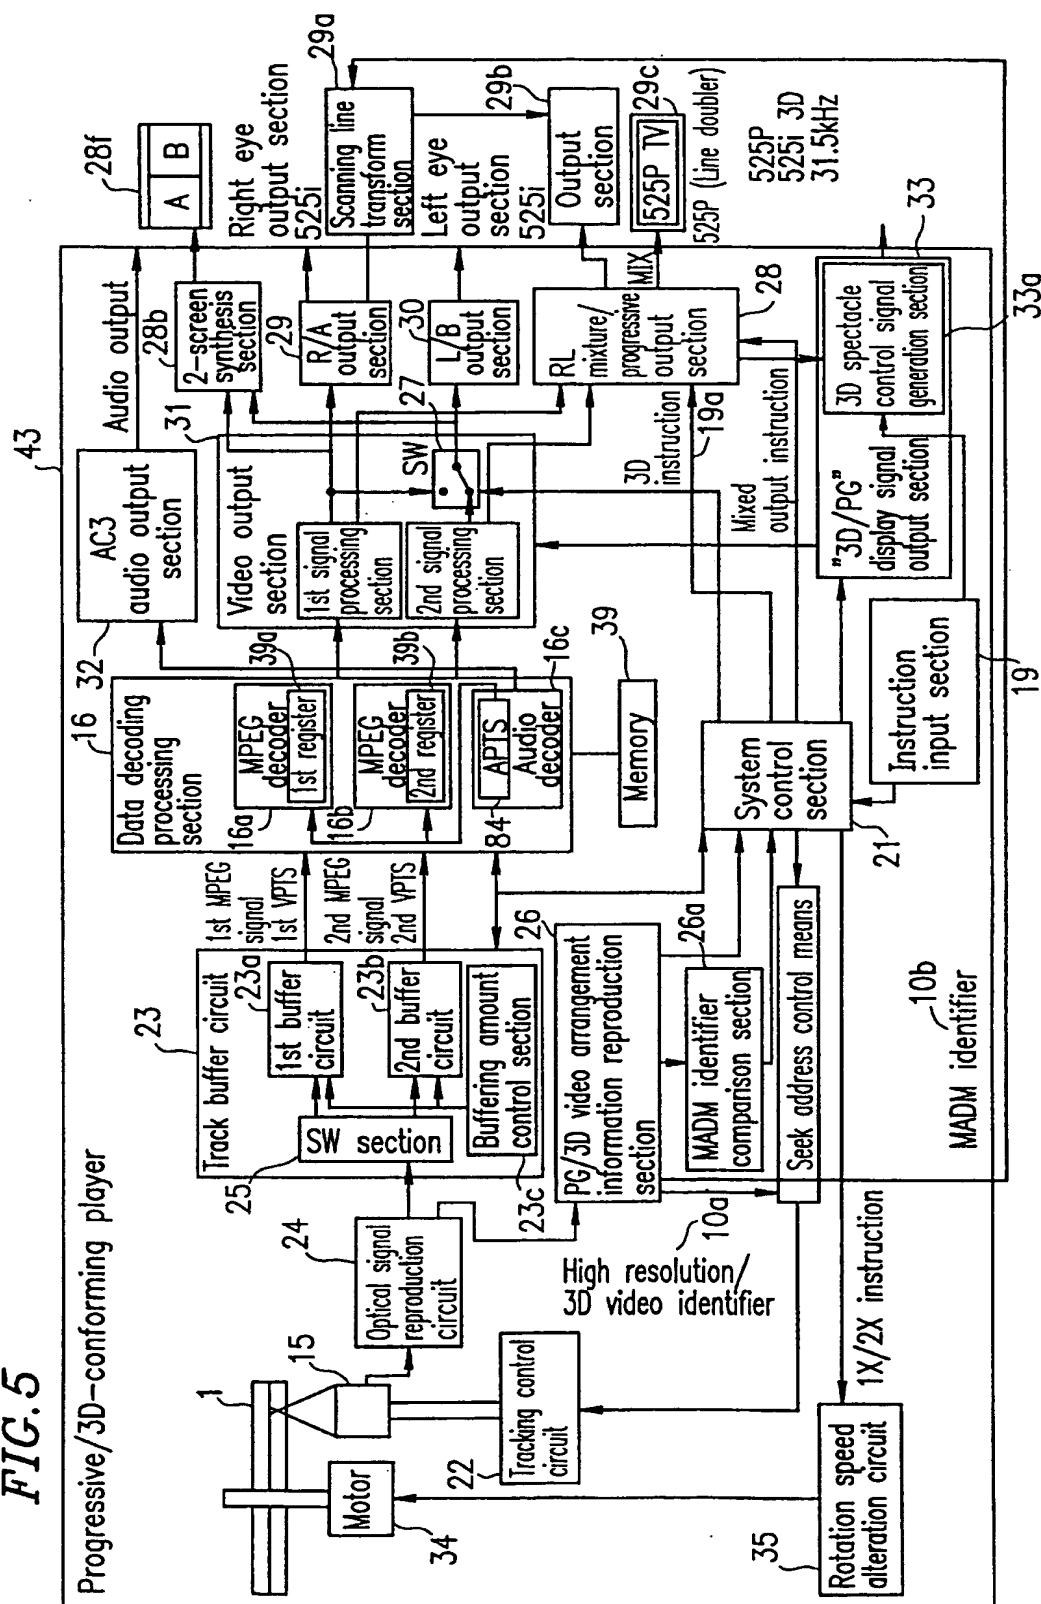 FIG.5
Progressive/3D-conforming player
43
1
15
Motor
34
22
Tracking control
circuit
35
Rotation speed
alteration circuit
1X/2X instruction
24
Optical signal
reproduction
circuit
High resolution/
3D video identifier
10a
23
Track buffer circuit
25
SW section
23a
1st buffer
circuit
23b
2nd buffer
circuit
Buffering amount
control section
23c
1st MPEG
signal
1st VPTS
2nd MPEG
signal
2nd VPTS
26
PG/3D video arrangement
information reproduction
section
26a
MADM identifier
comparison section
Seek address control means
10b
MADM identifier
16
Data decoding
processing
section
16a
MPEG
decoder
1st register
39a
16b
MPEG
decoder
2nd register
39b
84
APTS
Audio
decoder
16c
Memory
39
System
control
section
21
Instruction
input section
19
32
AC3
audio output
section
Audio output
31
Video output
section
1st signal
processing
section
2nd signal
processing
section
SW
27
3D
instruction
19a
Mixed
output instruction
"3D/PG"
display signal
output section
3D spectacle
control signal
generation section
33
33a
28b
2-screen
synthesis
section
28f
A
B
29
R/A
output
section
30
L/B
output
section
RL
mixture/
progressive
output
section
28
MIX
Right eye
output section
525i
29a
Scanning line
transform
section
Left eye
output
section
525i
29b
Output
section
29c
525P TV
525P (Line doubler)
525P
525i 3D
31.5kHz